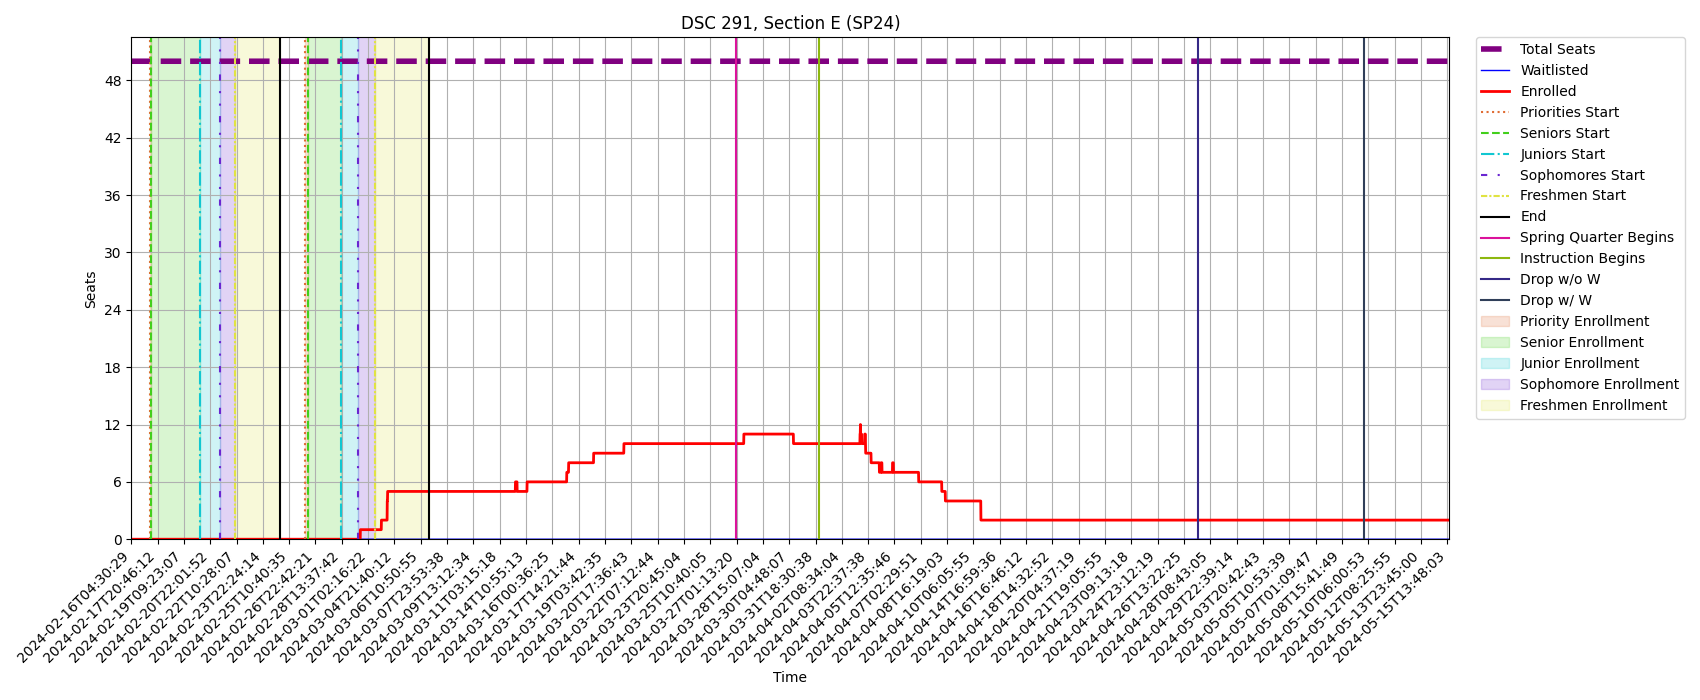 DSC 291, Section E (SP24)
Seats
48
42
36
30
24
18
12
6
0
2024-02-16T04:30:29
2024-02-17T20:46:12
2024-02-19T09:23:07
2024-02-20T22:01:52
2024-02-22T10:28:07
2024-02-23T22:24:14
2024-02-25T10:40:35
2024-02-26T22:42:21
2024-02-28T13:37:42
2024-03-01T02:16:22
2024-03-04T21:40:12
2024-03-06T10:50:55
2024-03-07T23:53:38
2024-03-09T13:12:34
2024-03-11T03:15:18
2024-03-14T10:55:13
2024-03-16T00:36:25
2024-03-17T14:21:44
2024-03-19T03:42:35
2024-03-20T17:36:43
2024-03-22T07:12:44
2024-03-23T20:45:04
2024-03-25T10:40:05
2024-03-27T01:13:20
2024-03-28T15:07:04
2024-03-30T04:48:07
2024-03-31T18:30:38
2024-04-02T08:34:04
2024-04-03T22:37:38
2024-04-05T12:35:46
2024-04-07T02:29:51
2024-04-08T16:19:03
2024-04-10T06:05:55
2024-04-14T16:59:36
2024-04-16T16:46:12
2024-04-18T14:32:52
2024-04-20T04:37:19
2024-04-21T19:05:55
2024-04-23T09:13:18
2024-04-24T23:12:19
2024-04-26T13:22:25
2024-04-28T08:43:05
2024-04-29T22:39:14
2024-05-03T20:42:43
2024-05-05T10:53:39
2024-05-07T01:09:47
2024-05-08T15:41:49
2024-05-10T06:00:53
2024-05-12T08:25:55
2024-05-13T23:45:00
2024-05-15T13:48:03
Time
Total Seats
Waitlisted
Enrolled
Priorities Start
Seniors Start
Juniors Start
Sophomores Start
Freshmen Start
End
Spring Quarter Begins
Instruction Begins
Drop w/o W
Drop w/ W
Priority Enrollment
Senior Enrollment
Junior Enrollment
Sophomore Enrollment
Freshmen Enrollment